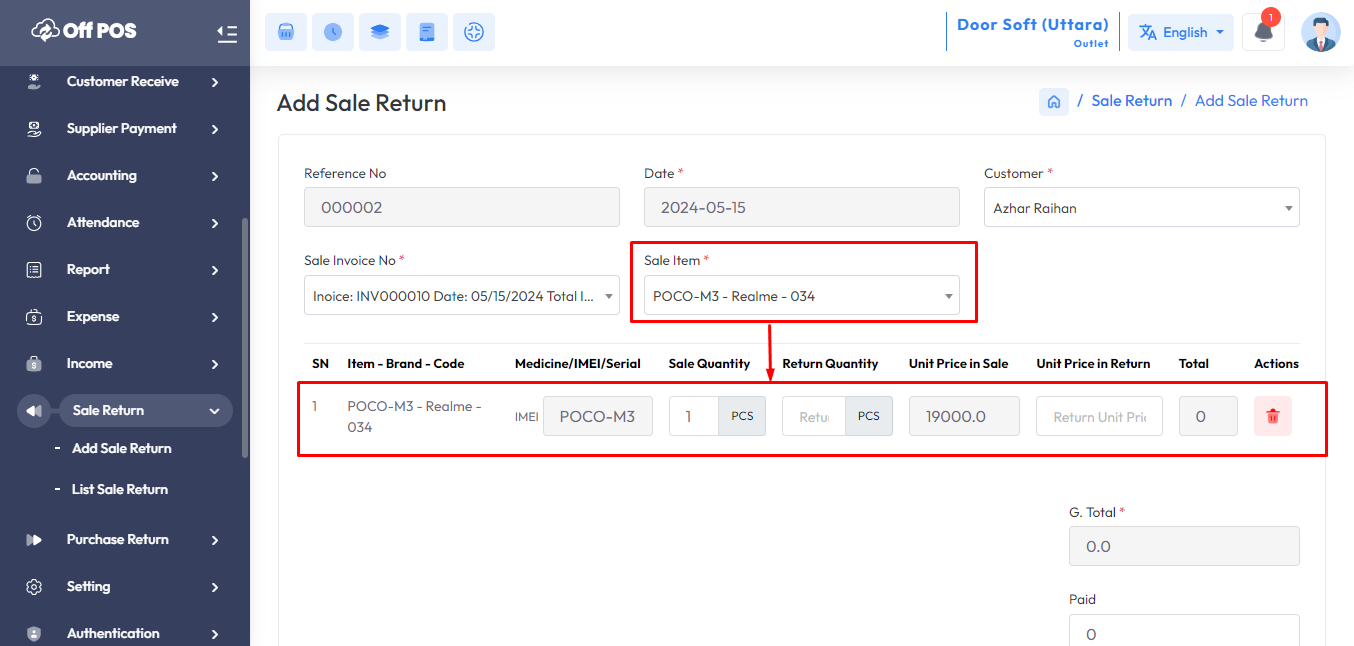 Off POS
Door Soft (Uttara)
Outlet
English
1
Customer Receive
Supplier Payment
Accounting
Attendance
Report
Expense
Income
Sale Return
- Add Sale Return
- List Sale Return
Purchase Return
Setting
Authentication
Add Sale Return
/ Sale Return / Add Sale Return
Reference No
000002
Date *
2024-05-15
Customer *
Azhar Raihan
Sale Invoice No *
Inoice: INV000010 Date: 05/15/2024 Total I...
Sale Item *
POCO-M3 - Realme - 034
SN Item - Brand - Code Medicine/IMEI/Serial Sale Quantity Return Quantity Unit Price in Sale Unit Price in Return Total Actions
1 POCO-M3 - Realme - IMEI POCO-M3 1 PCS Retur PCS 19000.0 Return Unit Pric 0
034
G. Total *
0.0
Paid
0